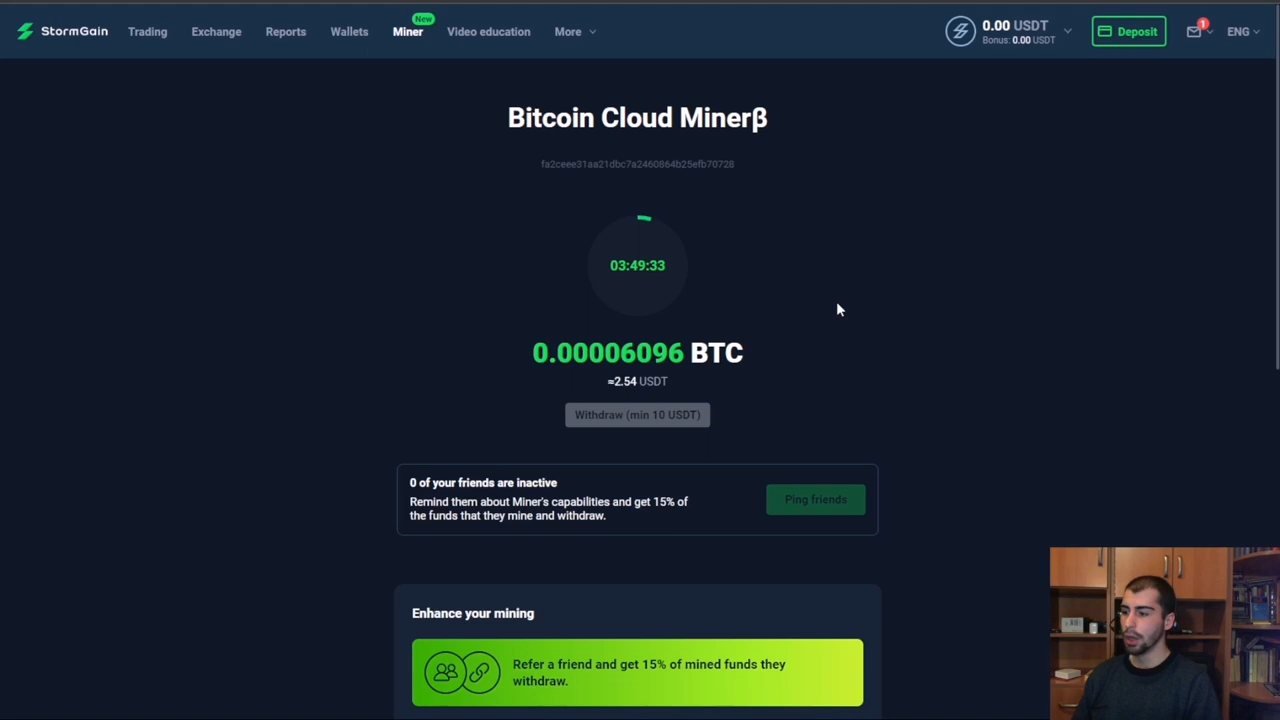 StormGain
Trading
Exchange
Reports
Wallets
New
Miner
Video education
More
0.00 USDT
Bonus: 0.00 USDT
Deposit
1
ENG
Bitcoin Cloud Minerβ
fa2ceee31aa21dbc7a2460864b25efb70728
03:49:33
0.00006096 BTC
≈2.54 USDT
Withdraw (min 10 USDT)
0 of your friends are inactive
Remind them about Miner's capabilities and get 15% of
the funds that they mine and withdraw.
Ping friends
Enhance your mining
Refer a friend and get 15% of mined funds they
withdraw.